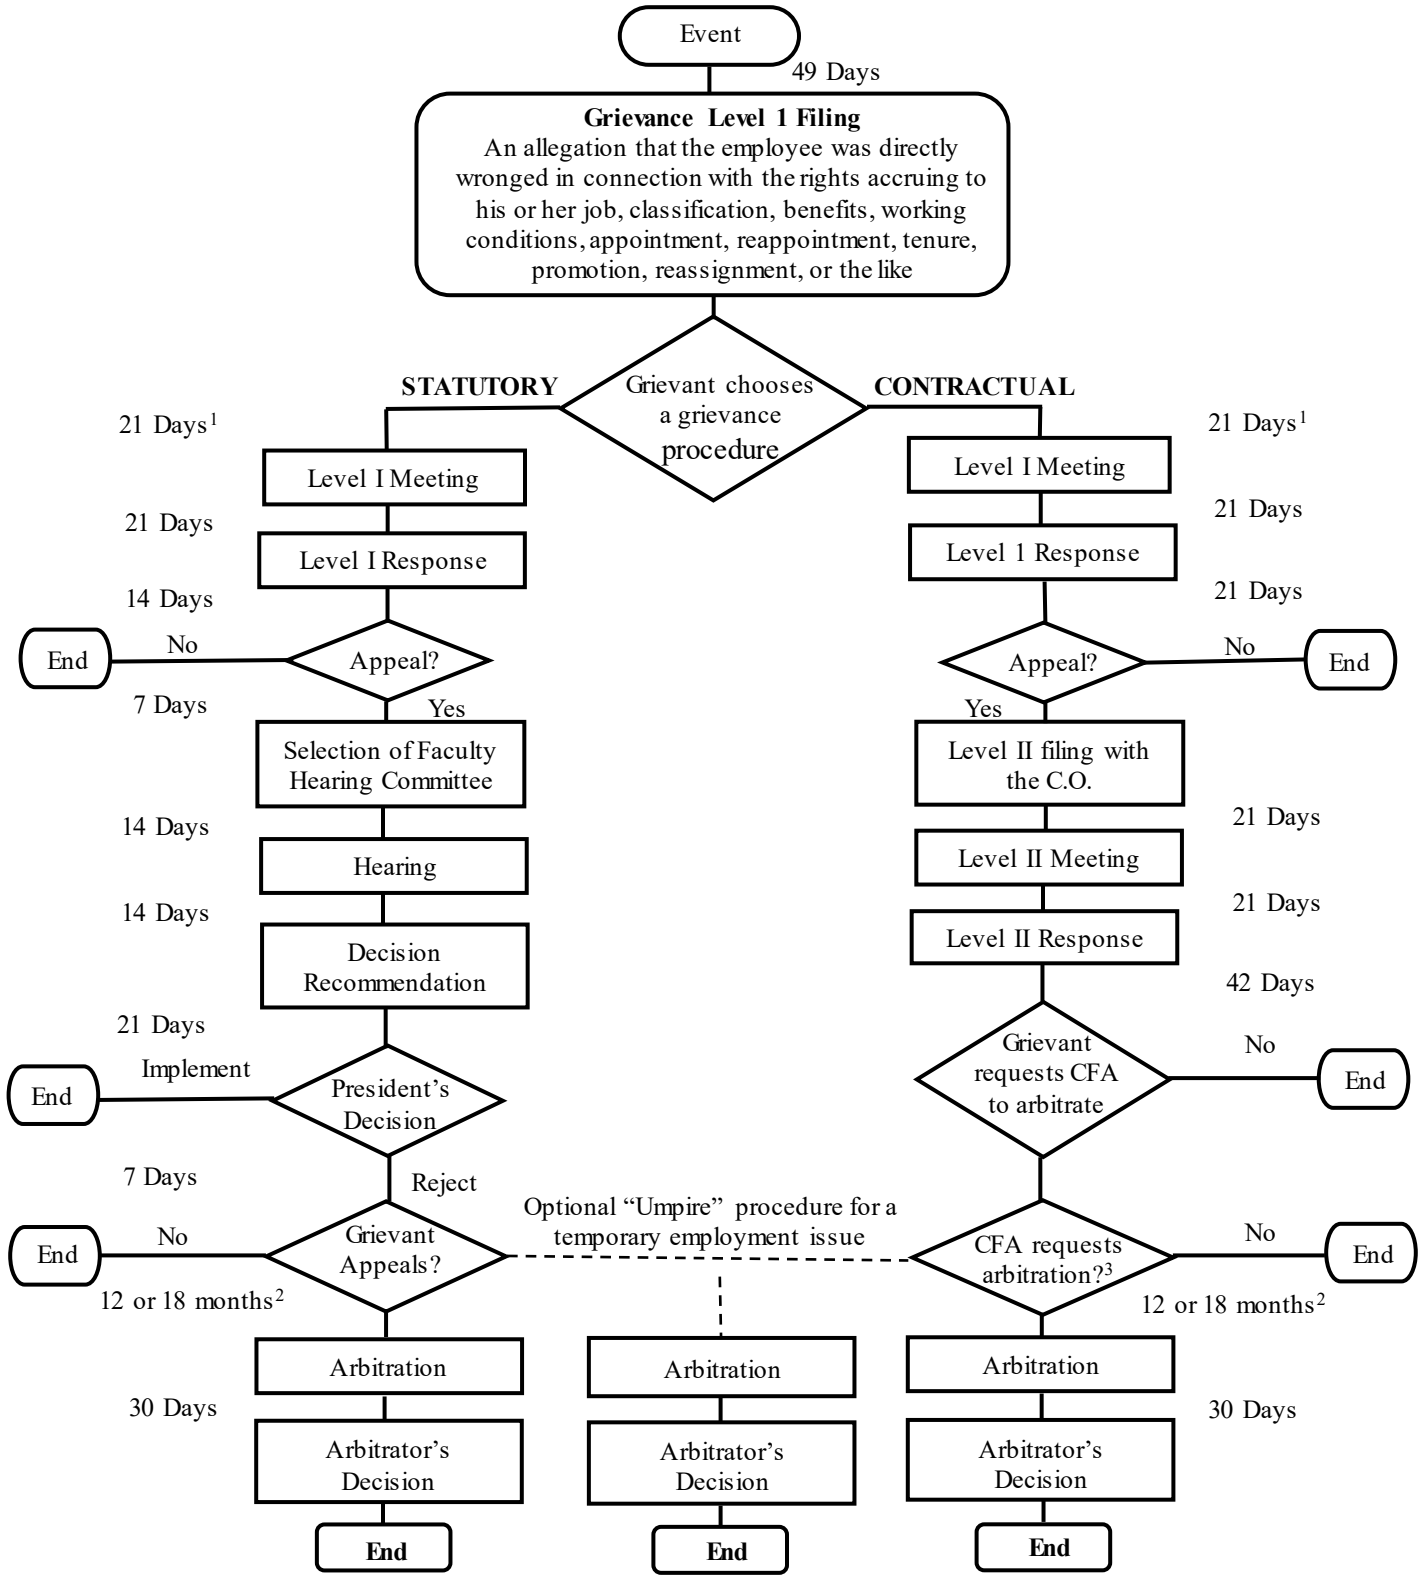 Event
49 Days
Grievance Level 1 Filing
An allegation that the employee was directly
wronged in connection with the rights accruing to
his or her job, classification, benefits, working
conditions, appointment, reappointment, tenure,
promotion, reassignment, or the like
Grievant chooses
a grievance
procedure
STATUTORY
21 Days¹
Level I Meeting
21 Days
Level I Response
14 Days
Appeal?
No
End
7 Days
Yes
Selection of Faculty
Hearing Committee
14 Days
Hearing
14 Days
Decision
Recommendation
21 Days
Implement
End
President’s
Decision
7 Days
Reject
No
End
Grievant
Appeals?
12 or 18 months²
Arbitration
30 Days
Arbitrator’s
Decision
End
Optional “Umpire” procedure for a
temporary employment issue
Arbitration
Arbitrator’s
Decision
End
CONTRACTUAL
21 Days¹
Level I Meeting
21 Days
Level 1 Response
21 Days
Appeal?
No
End
Yes
Level II filing with
the C.O.
21 Days
Level II Meeting
21 Days
Level II Response
42 Days
Grievant
requests CFA
to arbitrate
No
End
CFA requests
arbitration?³
No
End
12 or 18 months²
Arbitration
30 Days
Arbitrator’s
Decision
End